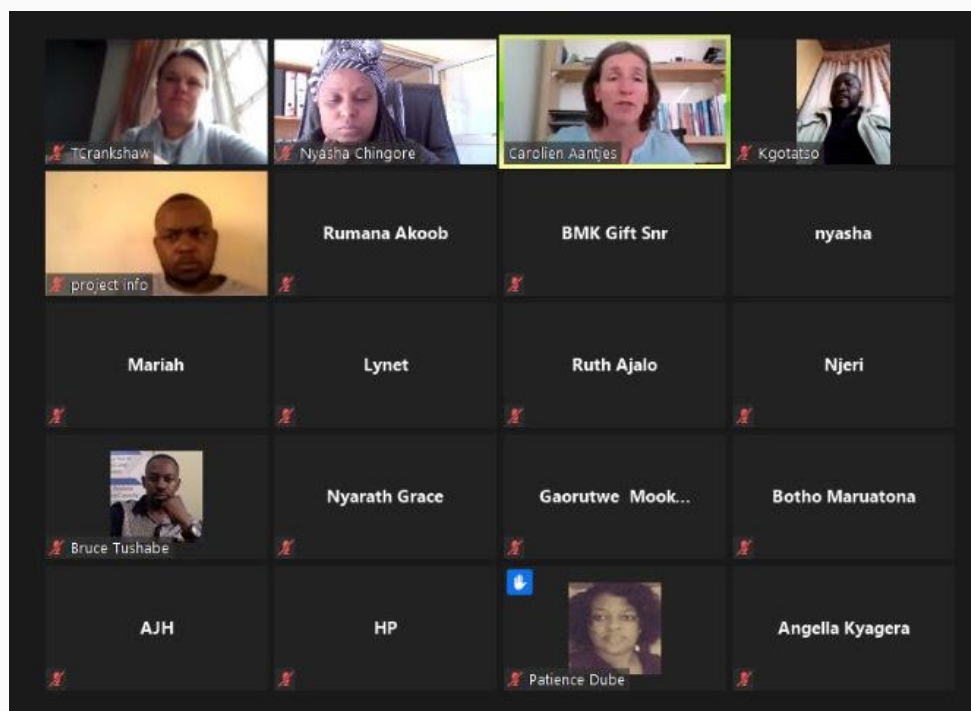 TCrankshaw
Nyasha Chingore
Carolien Aantjes
Kgotatso
project info
Rumana Akoob
BMK Gift Snr
nyasha
Mariah
Lynet
Ruth Ajalo
Njeri
Bruce Tushabe
Nyarath Grace
Gaorutwe Mook...
Botho Maruatona
AJH
HP
Patience Dube
Angella Kyagera